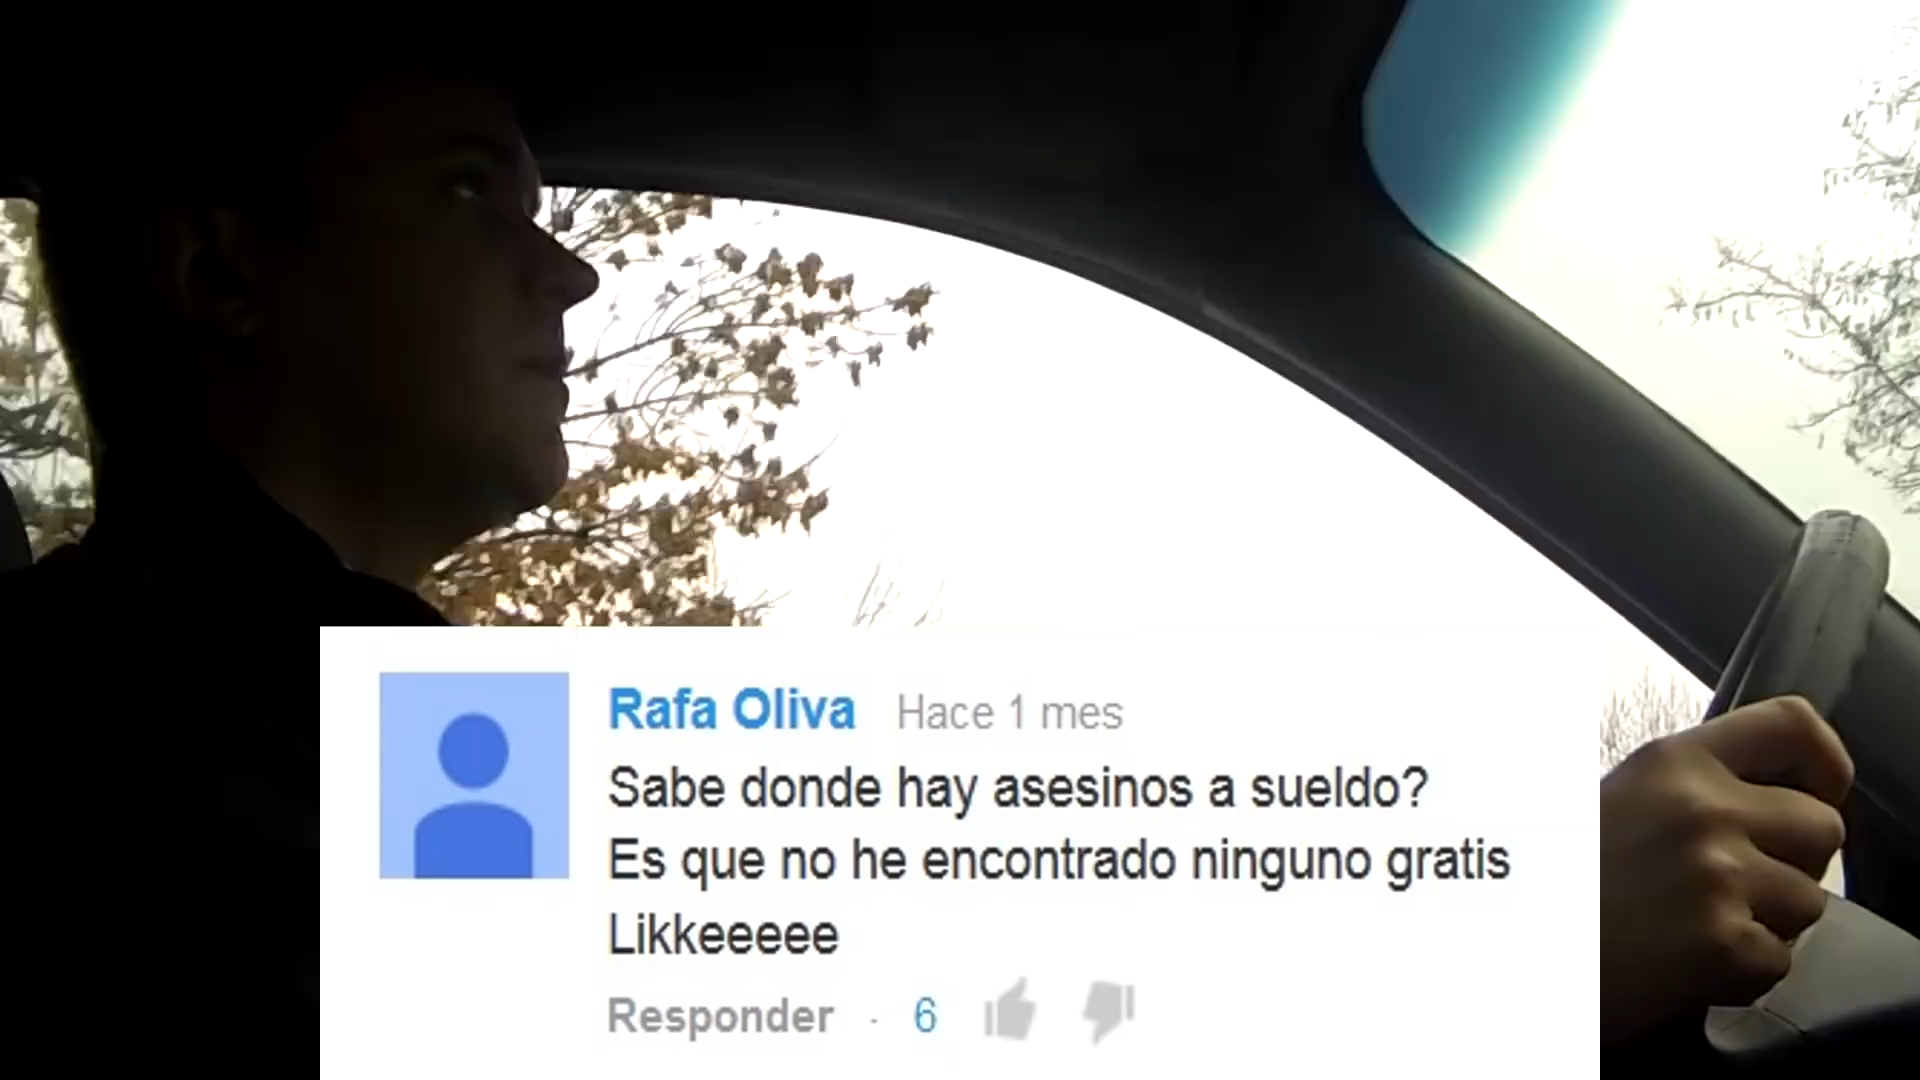 Rafa Oliva Hace 1 mes
Sabe donde hay asesinos a sueldo?
Es que no he encontrado ninguno gratis
Likkeeeee
Responder · 6